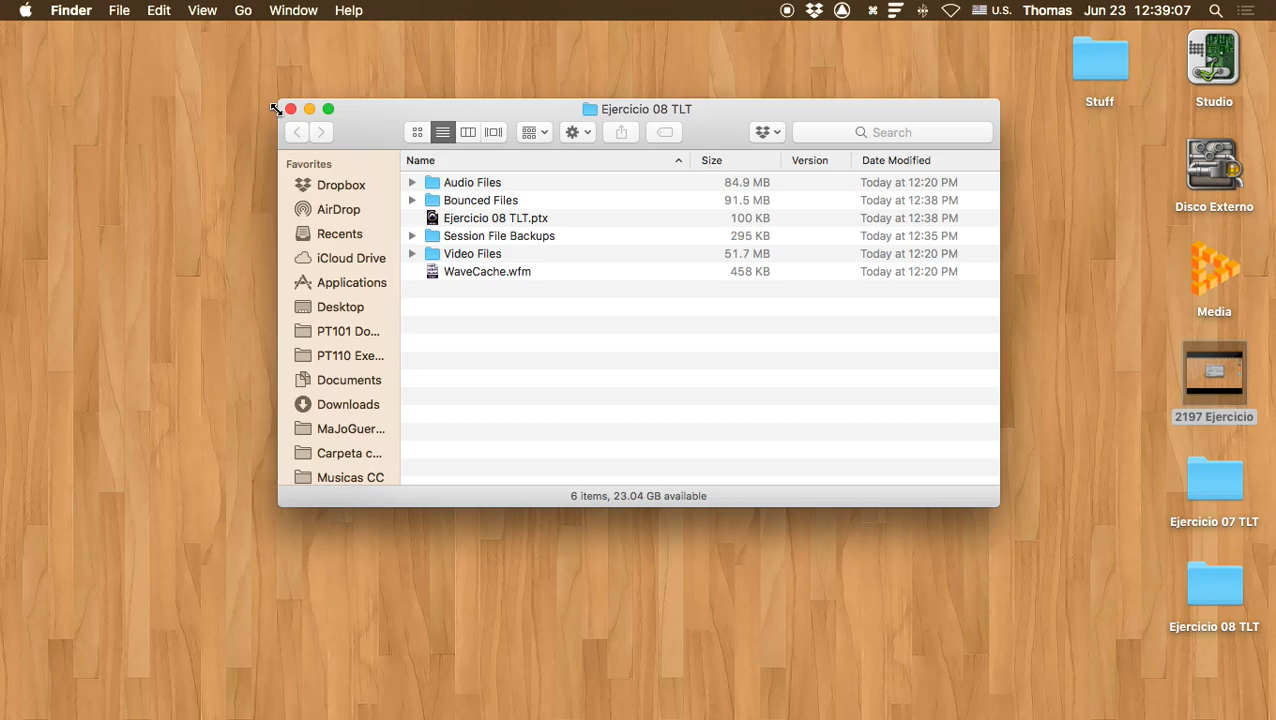 Finder File Edit View Go Window Help U.S. Thomas Jun 23 12:39:07
Ejercicio 08 TLT
Search
Favorites
Dropbox
AirDrop
Recents
iCloud Drive
Applications
Desktop
PT101 Do...
PT110 Exe...
Documents
Downloads
MaJoGuer...
Carpeta c...
Musicas CC
Name Size Version Date Modified
Audio Files 84.9 MB Today at 12:20 PM
Bounced Files 91.5 MB Today at 12:38 PM
Ejercicio 08 TLT.ptx 100 KB Today at 12:38 PM
Session File Backups 295 KB Today at 12:35 PM
Video Files 51.7 MB Today at 12:20 PM
WaveCache.wfm 458 KB Today at 12:20 PM
6 items, 23.04 GB available
Stuff
Studio
Disco Externo
Media
2197 Ejercicio
Ejercicio 07 TLT
Ejercicio 08 TLT